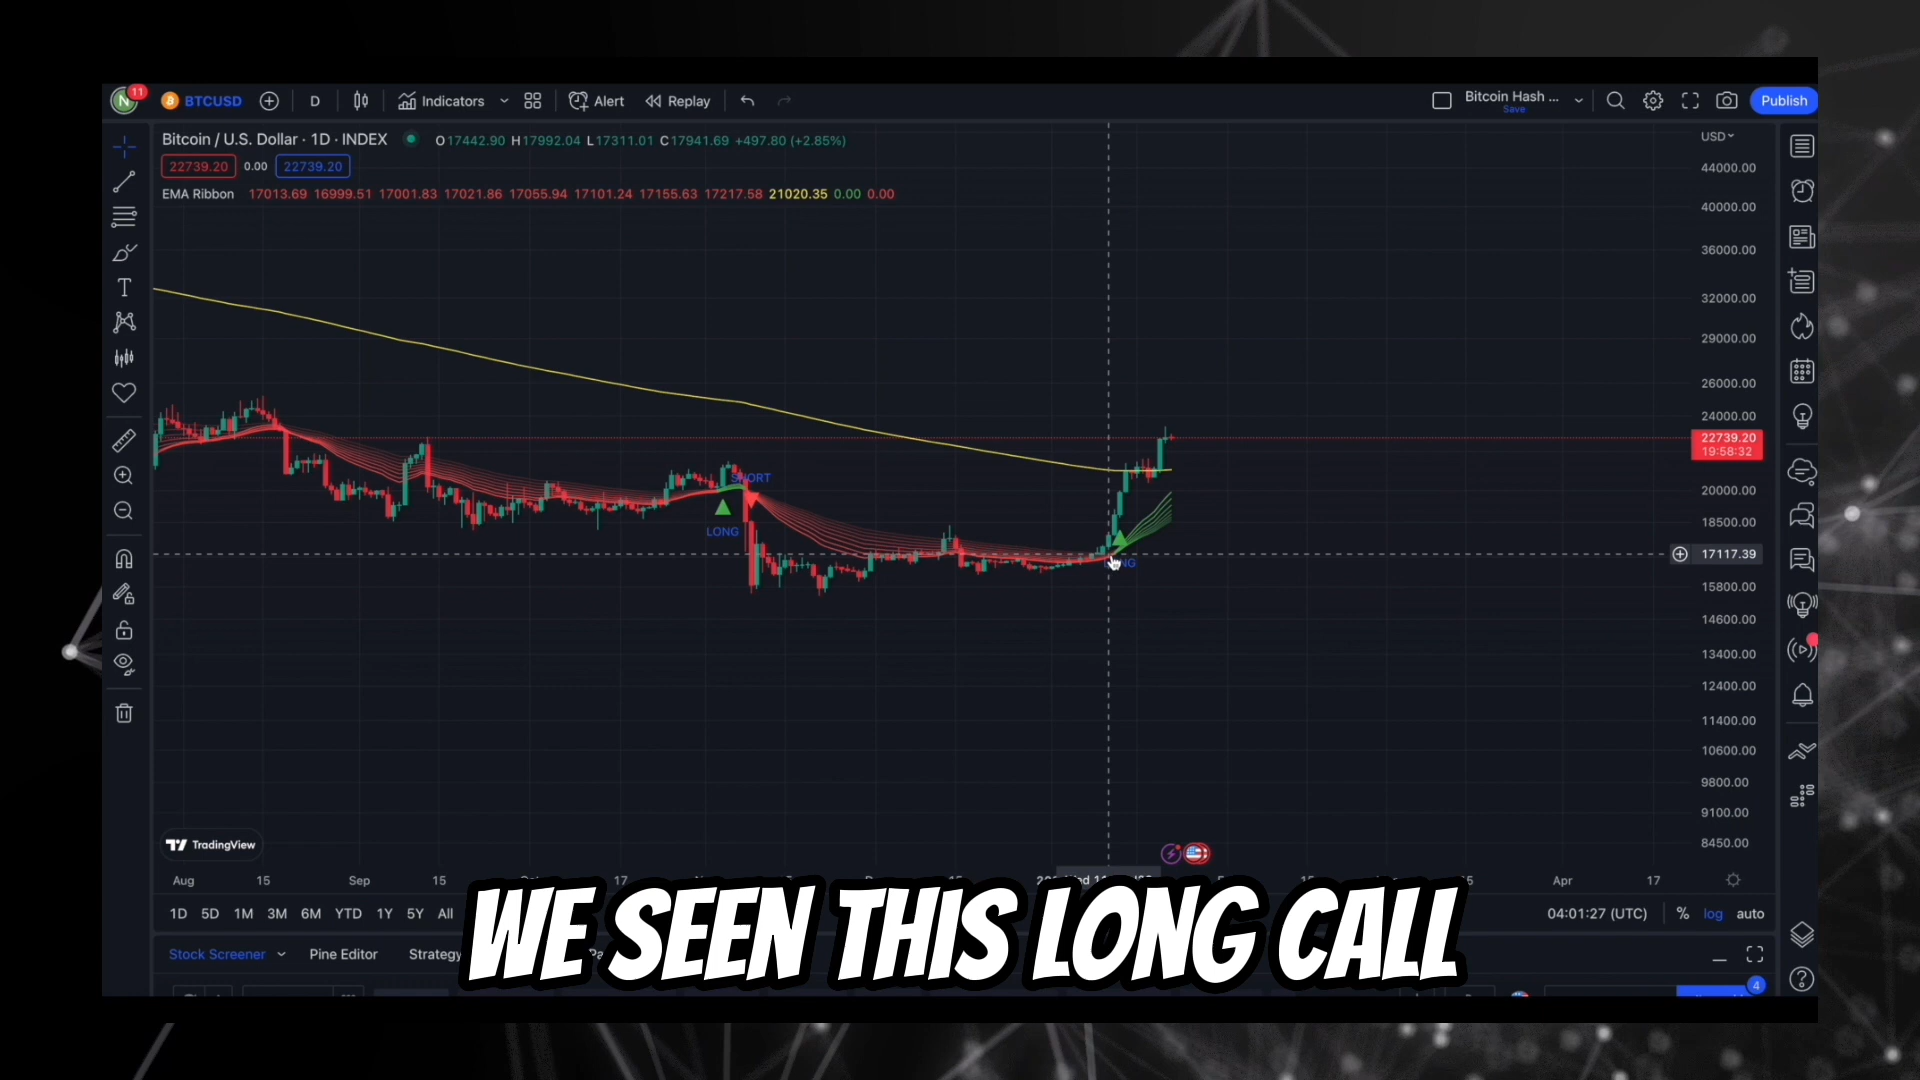 N 11 BTCUSD D Indicators Alert Replay Bitcoin Hash ... Save Publish
Bitcoin / U.S. Dollar · 1D · INDEX O17442.90 H17992.04 L17311.01 C17941.69 +497.80 (+2.85%)
USD
22739.20 0.00 22739.20
EMA Ribbon 17013.69 16999.51 17001.83 17021.86 17055.94 17101.24 17155.63 17217.58 21020.35 0.00 0.00
44000.00
40000.00
36000.00
32000.00
29000.00
26000.00
24000.00
22739.20
19:58:32
SHORT
20000.00
18500.00
LONG
17117.39
15800.00
14600.00
13400.00
12400.00
11400.00
10600.00
9800.00
9100.00
8450.00
TradingView
Aug 15 Sep 15 17 Apr 17
1D 5D 1M 3M 6M YTD 1Y 5Y All 04:01:27 (UTC) % log auto
WE SEEN THIS LONG CALL
Stock Screener Pine Editor Strategy
4